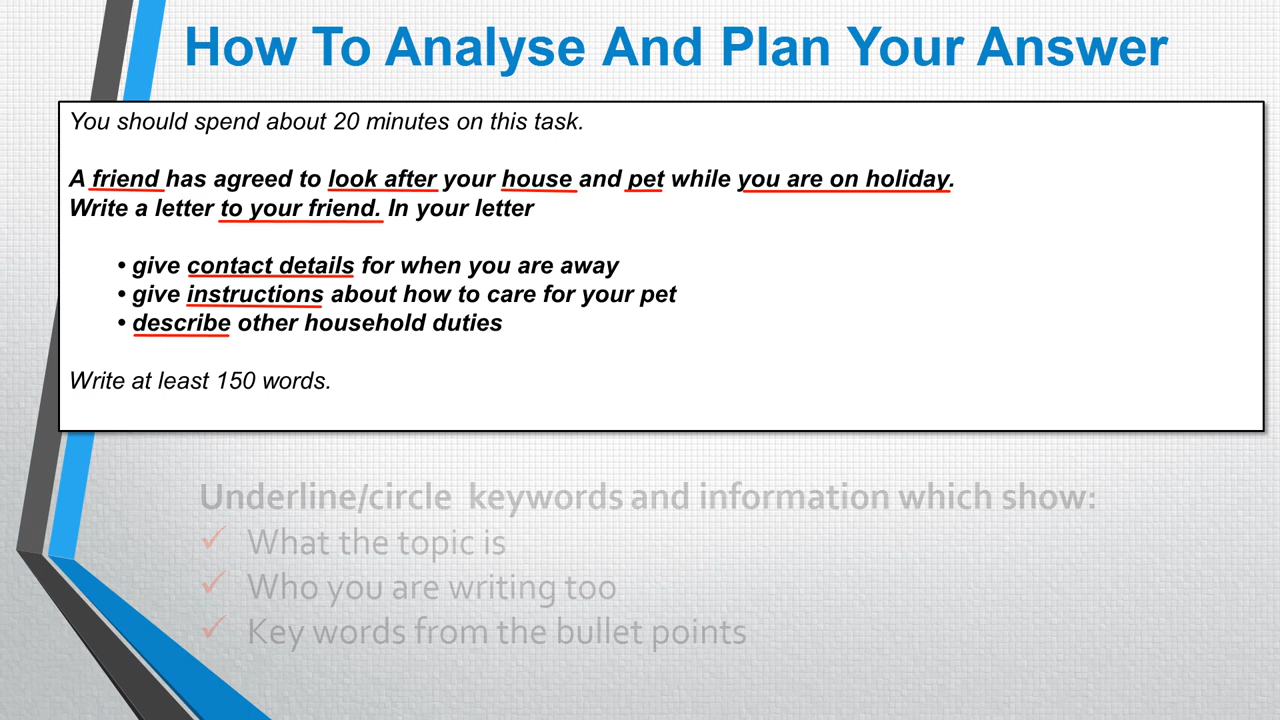 How To Analyse And Plan Your Answer
You should spend about 20 minutes on this task.
A friend has agreed to look after your house and pet while you are on holiday.
Write a letter to your friend. In your letter
• give contact details for when you are away
• give instructions about how to care for your pet
• describe other household duties
Write at least 150 words.
Underline/circle keywords and information which show:
✓ What the topic is
✓ Who you are writing too
✓ Key words from the bullet points